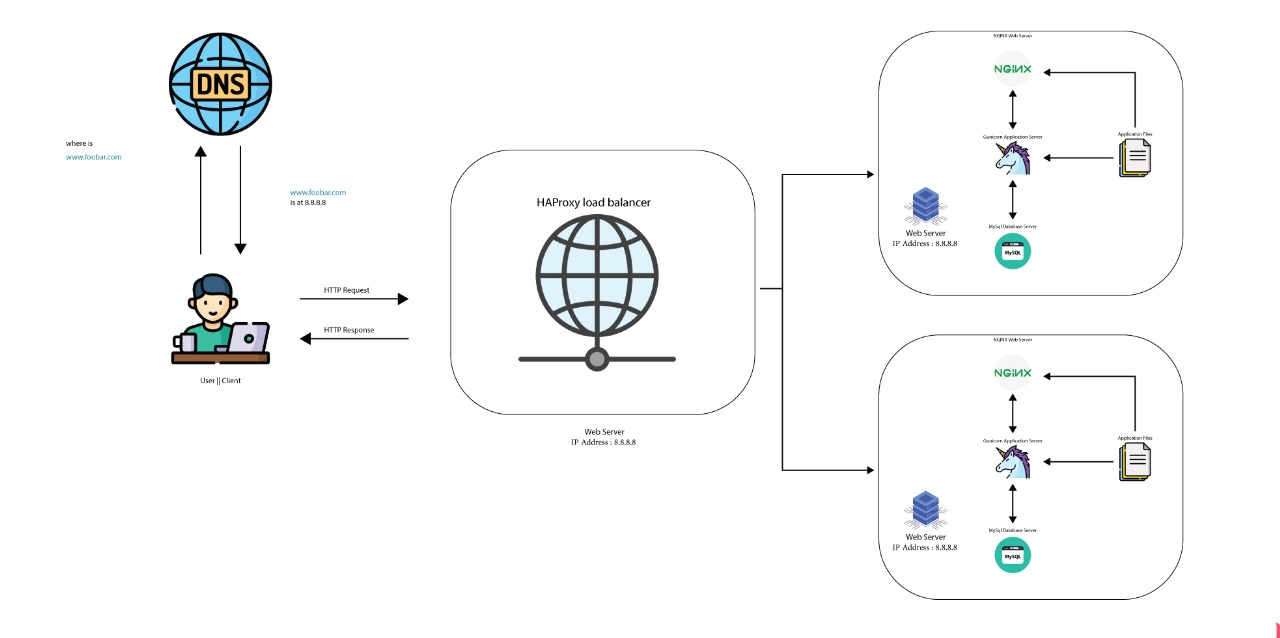 DNS
where is
www.foobar.com
www.foobar.com
is at 8.8.8.8
HTTP Request
HTTP Response
User || Client
HAProxy load balancer
Web Server
IP Address : 8.8.8.8
NGINX Web Server
NGINX
Gunicorn Application Server
Application Files
Web Server
IP Address : 8.8.8.8
MySql Database Server
MySQL
NGINX Web Server
NGINX
Gunicorn Application Server
Application Files
Web Server
IP Address : 8.8.8.8
MySql Database Server
MySQL